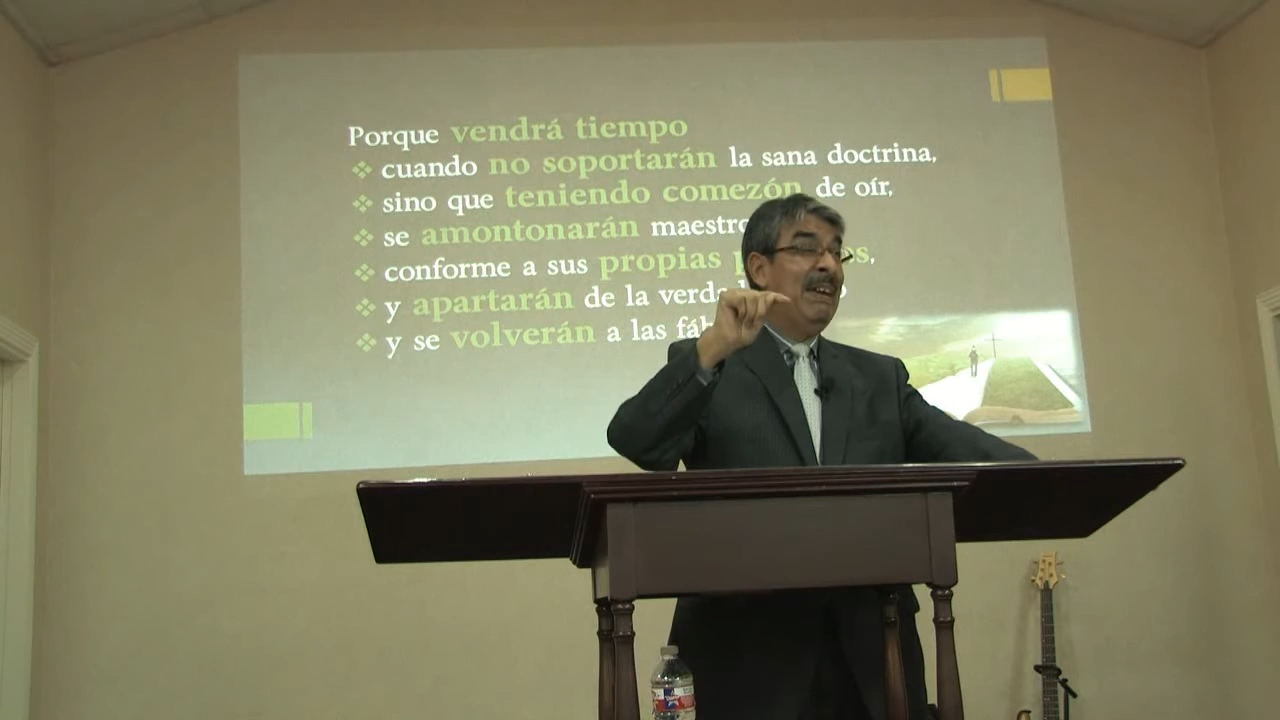 Porque vendrá tiempo
❖ cuando no soportarán la sana doctrina,
❖ sino que teniendo comezón de oír,
❖ se amontonarán maestro
❖ conforme a sus propias p es,
❖ y apartarán de la verda
❖ y se volverán a las fáb